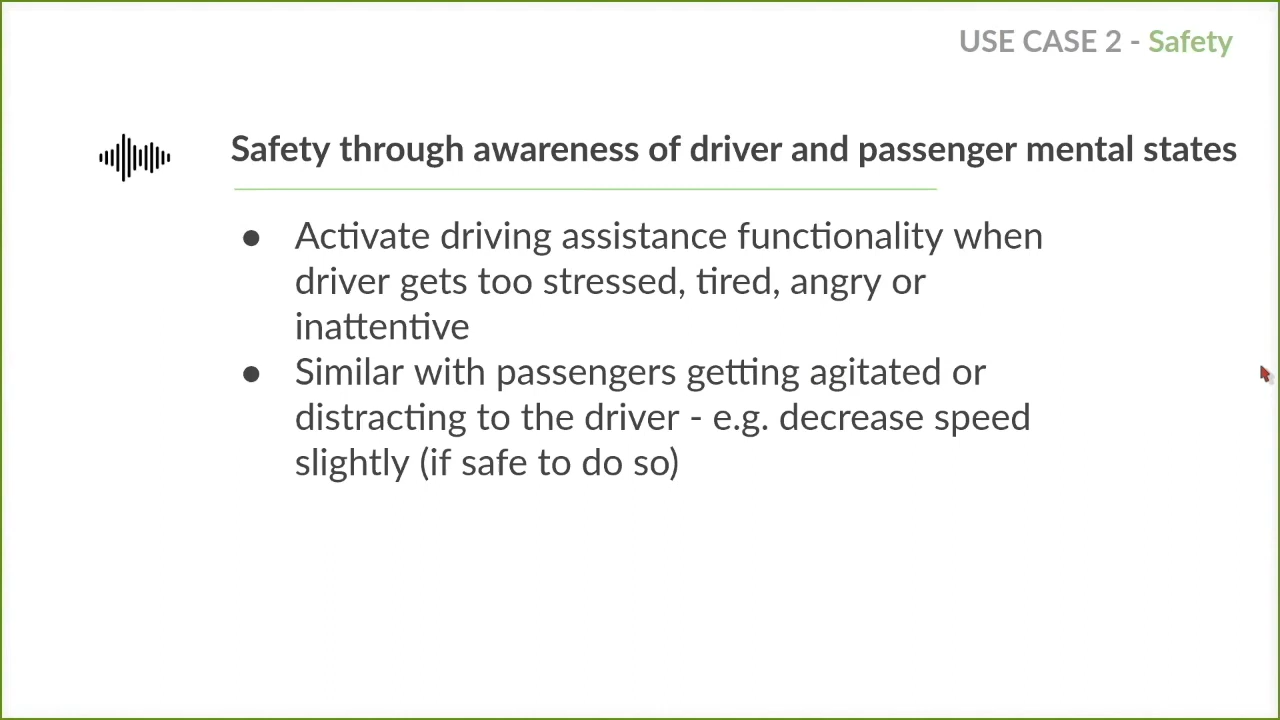 USE CASE 2 - Safety
Safety through awareness of driver and passenger mental states
● Activate driving assistance functionality when
driver gets too stressed, tired, angry or
inattentive
● Similar with passengers getting agitated or
distracting to the driver - e.g. decrease speed
slightly (if safe to do so)